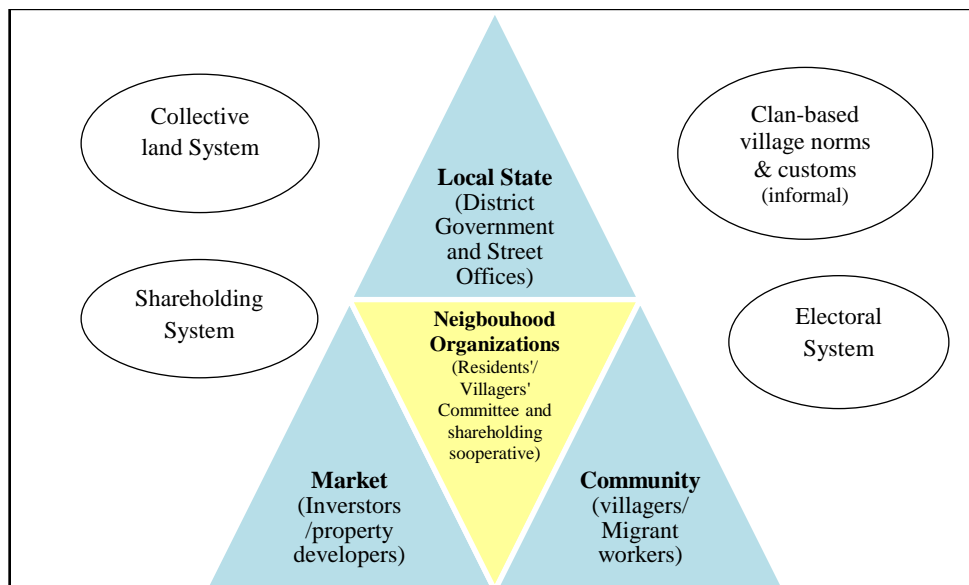 Collective
land System
Clan-based
village norms
& customs
(informal)
Local State
(District
Government
and Street
Offices)
Shareholding
System
Electoral
System
Neigbouhood
Organizations
(Residents'/
Villagers'
Committee and
shareholding
sooperative)
Market
(Inverstors
/property
developers)
Community
(villagers/
Migrant
workers)